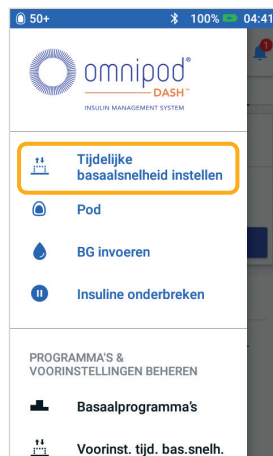 50+ 100% 04:41
omnipod®
DASH™
INSULIN MANAGEMENT SYSTEM
Tijdelijke
basaalsnelheid instellen
Pod
BG invoeren
Insuline onderbreken
PROGRAMMA'S &
VOORINSTELLINGEN BEHEREN
Basaalprogramma's
Voorinst. tijd. bas.snelh.